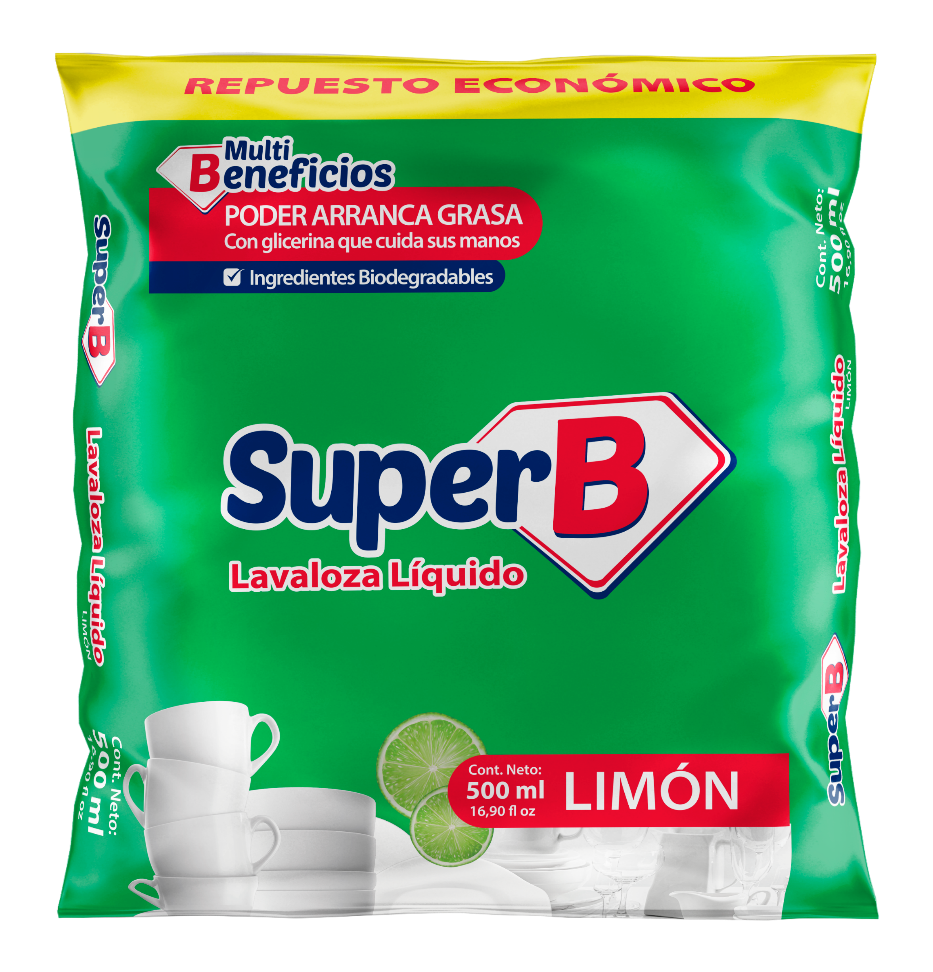 REPUESTO ECONÓMICO
Multi
Beneficios
PODER ARRANCA GRASA
Con glicerina que cuida sus manos
Ingredientes Biodegradables
SuperB
Lavaloza Líquido
Cont. Neto:
500 ml
16,90 fl oz
LIMÓN
SuperB
Lavaloza Líquido
LIMÓN
Cont. Neto:
500 ml
16,90 fl oz
Cont. Neto:
500 ml
16,90 fl oz
Lavaloza Líquido
LIMÓN
SuperB